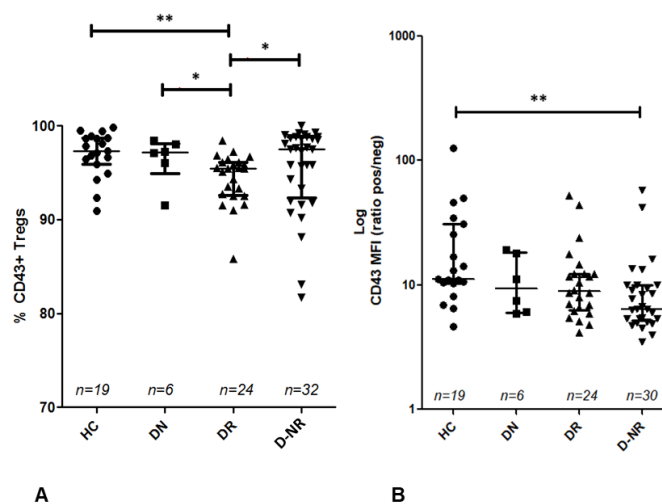 **
*
*
100
90
80
70
% CD43+ Tregs
n=19
n=6
n=24
n=32
HC
DN
DR
D-NR
A
1000
100
10
1
Log
CD43 MFI (ratio pos/neg)
**
n=19
n=6
n=24
n=30
HC
DN
DR
D-NR
B